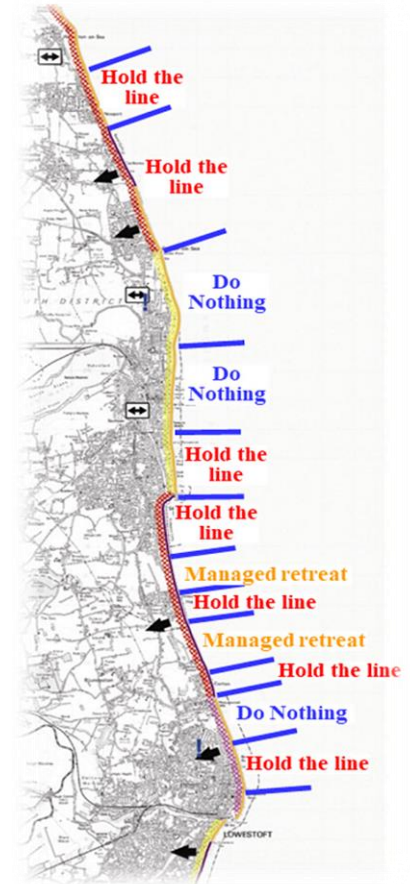 Hold the
line
Hold the
line
Do
Nothing
Do
Nothing
Hold the
line
Hold the
line
Managed retreat
Hold the line
Managed retreat
Hold the line
Do Nothing
Hold the line
LOWESTOFT